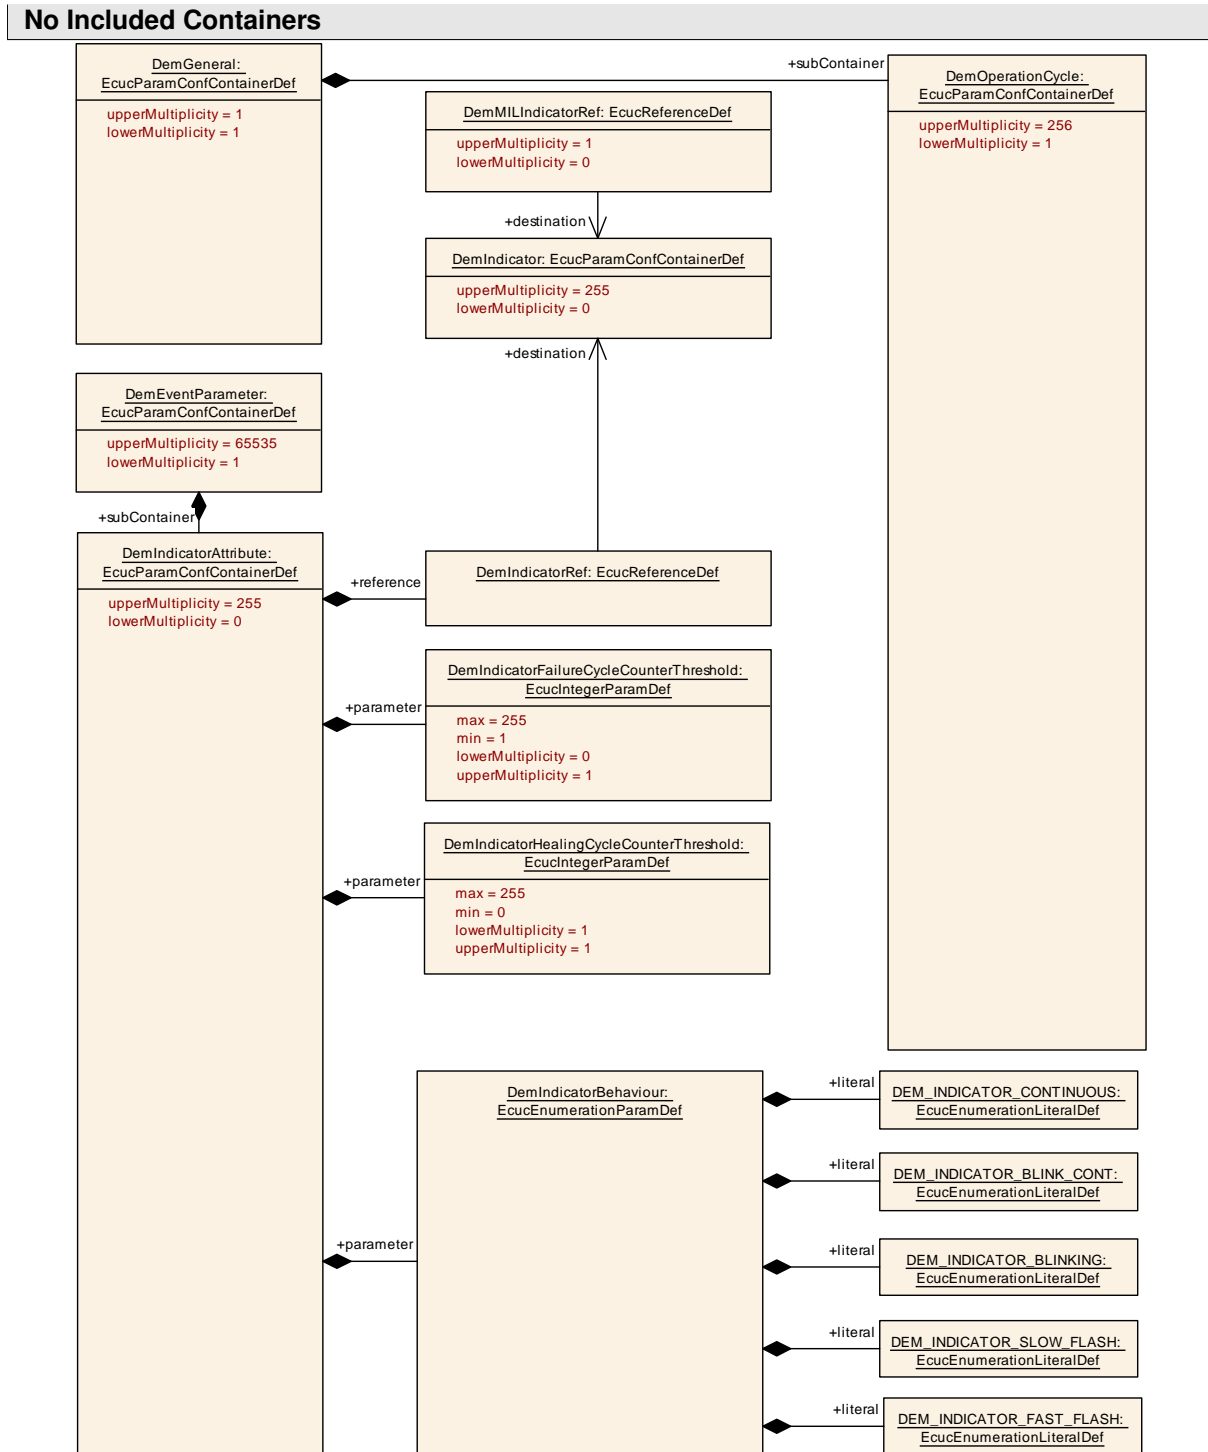 No Included Containers
DemGeneral:
EcucParamConfContainerDef
upperMultiplicity = 1
lowerMultiplicity = 1
+subContainer
DemOperationCycle:
EcucParamConfContainerDef
upperMultiplicity = 256
lowerMultiplicity = 1
DemMILIndicatorRef: EcucReferenceDef
upperMultiplicity = 1
lowerMultiplicity = 0
+destination
DemIndicator: EcucParamConfContainerDef
upperMultiplicity = 255
lowerMultiplicity = 0
+destination
DemEventParameter:
EcucParamConfContainerDef
upperMultiplicity = 65535
lowerMultiplicity = 1
+subContainer
DemIndicatorAttribute:
EcucParamConfContainerDef
upperMultiplicity = 255
lowerMultiplicity = 0
+reference
DemIndicatorRef: EcucReferenceDef
+parameter
DemIndicatorFailureCycleCounterThreshold:
EcucIntegerParamDef
max = 255
min = 1
lowerMultiplicity = 0
upperMultiplicity = 1
+parameter
DemIndicatorHealingCycleCounterThreshold:
EcucIntegerParamDef
max = 255
min = 0
lowerMultiplicity = 1
upperMultiplicity = 1
+parameter
DemIndicatorBehaviour:
EcucEnumerationParamDef
+literal
DEM_INDICATOR_CONTINUOUS:
EcucEnumerationLiteralDef
+literal
DEM_INDICATOR_BLINK_CONT:
EcucEnumerationLiteralDef
+literal
DEM_INDICATOR_BLINKING:
EcucEnumerationLiteralDef
+literal
DEM_INDICATOR_SLOW_FLASH:
EcucEnumerationLiteralDef
+literal
DEM_INDICATOR_FAST_FLASH:
EcucEnumerationLiteralDef